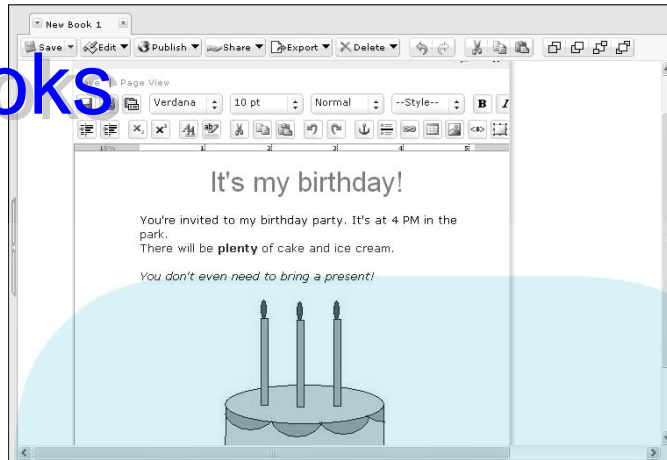 New Book 1
Save Edit Publish Share Export Delete
Page View
oks
Verdana 10 pt Normal --Style-- B I
10%
It's my birthday!
You're invited to my birthday party. It's at 4 PM in the
park.
There will be plenty of cake and ice cream.
You don't even need to bring a present!